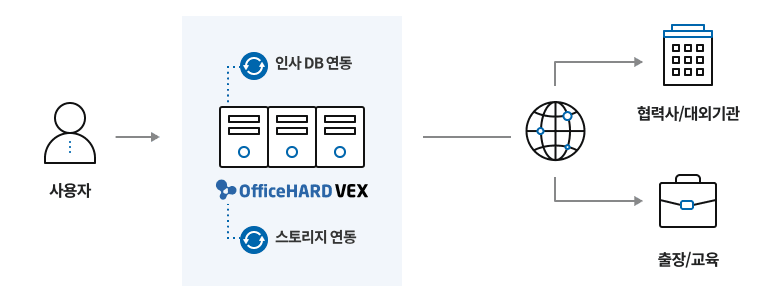 사용자
인사 DB 연동
OfficeHARD VEX
스토리지 연동
협력사/대외기관
출장/교육